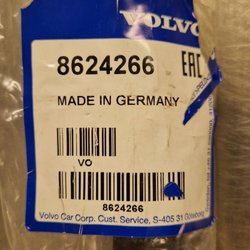 VOLVO
8624266 EAC
MADE IN GERMANY
VO
8624266
Volvo Car Corp. Cust. Service, S-405 31 Göteborg